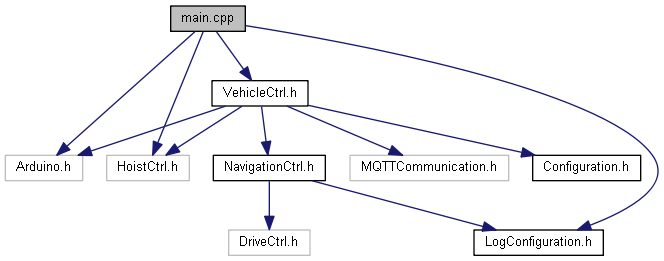 main.cpp
VehicleCtrl.h
Arduino.h
HoistCtrl.h
NavigationCtrl.h
MQTTCommunication.h
Configuration.h
DriveCtrl.h
LogConfiguration.h